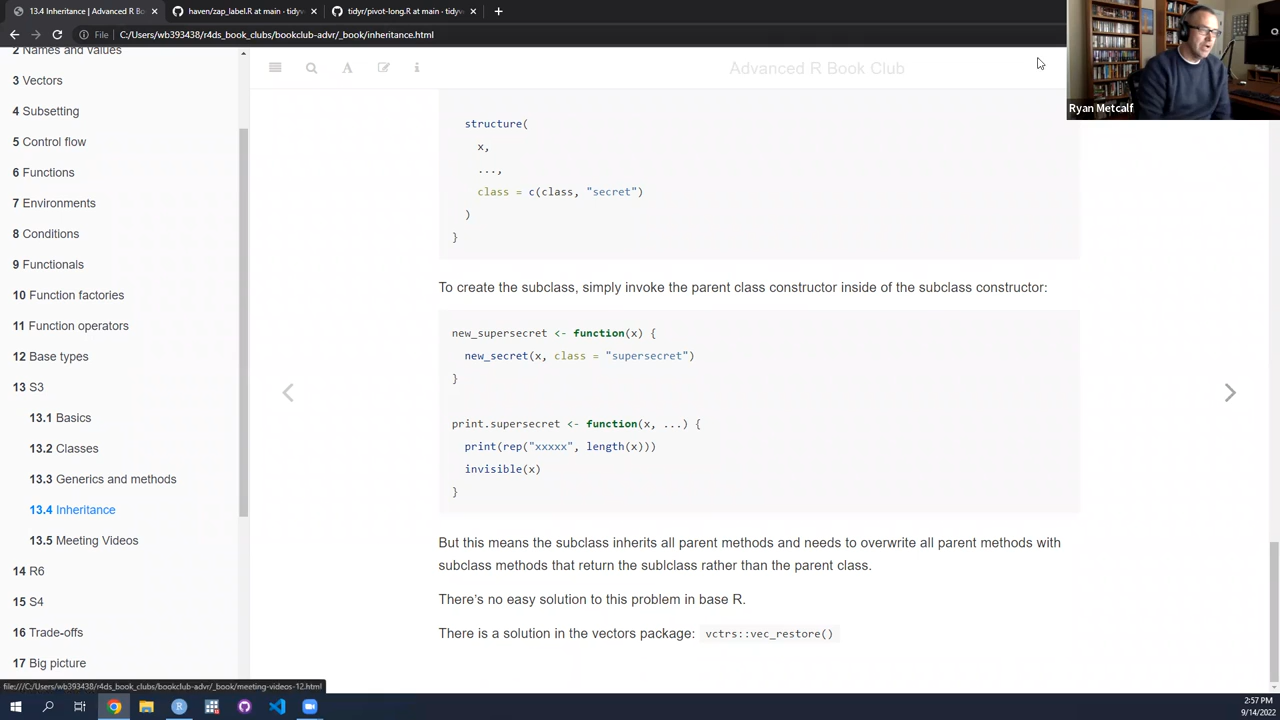 13.4 Inheritance | Advanced R Bo
haven/zap_label.R at main · tidyv
tidyr/pivot-long.R at main · tidyve
File | C:/Users/wb393438/r4ds_book_clubs/bookclub-advr/_book/inheritance.html
2 Names and Values
3 Vectors
4 Subsetting
5 Control flow
6 Functions
7 Environments
8 Conditions
9 Functionals
10 Function factories
11 Function operators
12 Base types
13 S3
13.1 Basics
13.2 Classes
13.3 Generics and methods
13.4 Inheritance
13.5 Meeting Videos
14 R6
15 S4
16 Trade-offs
17 Big picture
file:///C:/Users/wb393438/r4ds_book_clubs/bookclub-advr/_book/meeting-videos-12.html
Advanced R Book Club
structure(
x,
...,
class = c(class, "secret")
)
}
To create the subclass, simply invoke the parent class constructor inside of the subclass constructor:
new_supersecret <- function(x) {
new_secret(x, class = "supersecret")
}
print.supersecret <- function(x, ...) {
print(rep("xxxxx", length(x)))
invisible(x)
}
But this means the subclass inherits all parent methods and needs to overwrite all parent methods with
subclass methods that return the sublclass rather than the parent class.
There's no easy solution to this problem in base R.
There is a solution in the vectors package: vctrs::vec_restore()
Ryan Metcalf
2:57 PM
9/14/2022